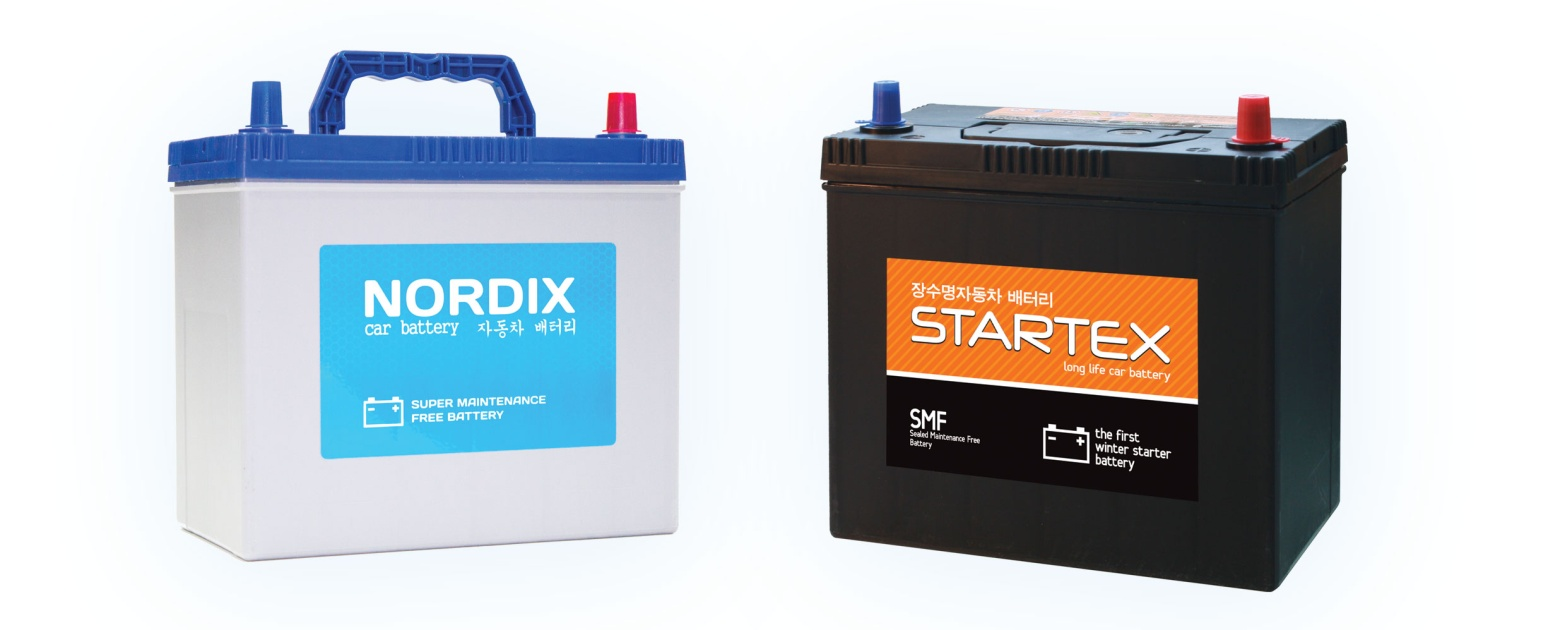 NORDIX
car battery 자동차 배터리
SUPER MAINTENANCE
FREE BATTERY
장수명자동차 배터리
STARTEX
long life car battery
SMF
Sealed Maintenance Free
Battery
the first
winter starter
battery